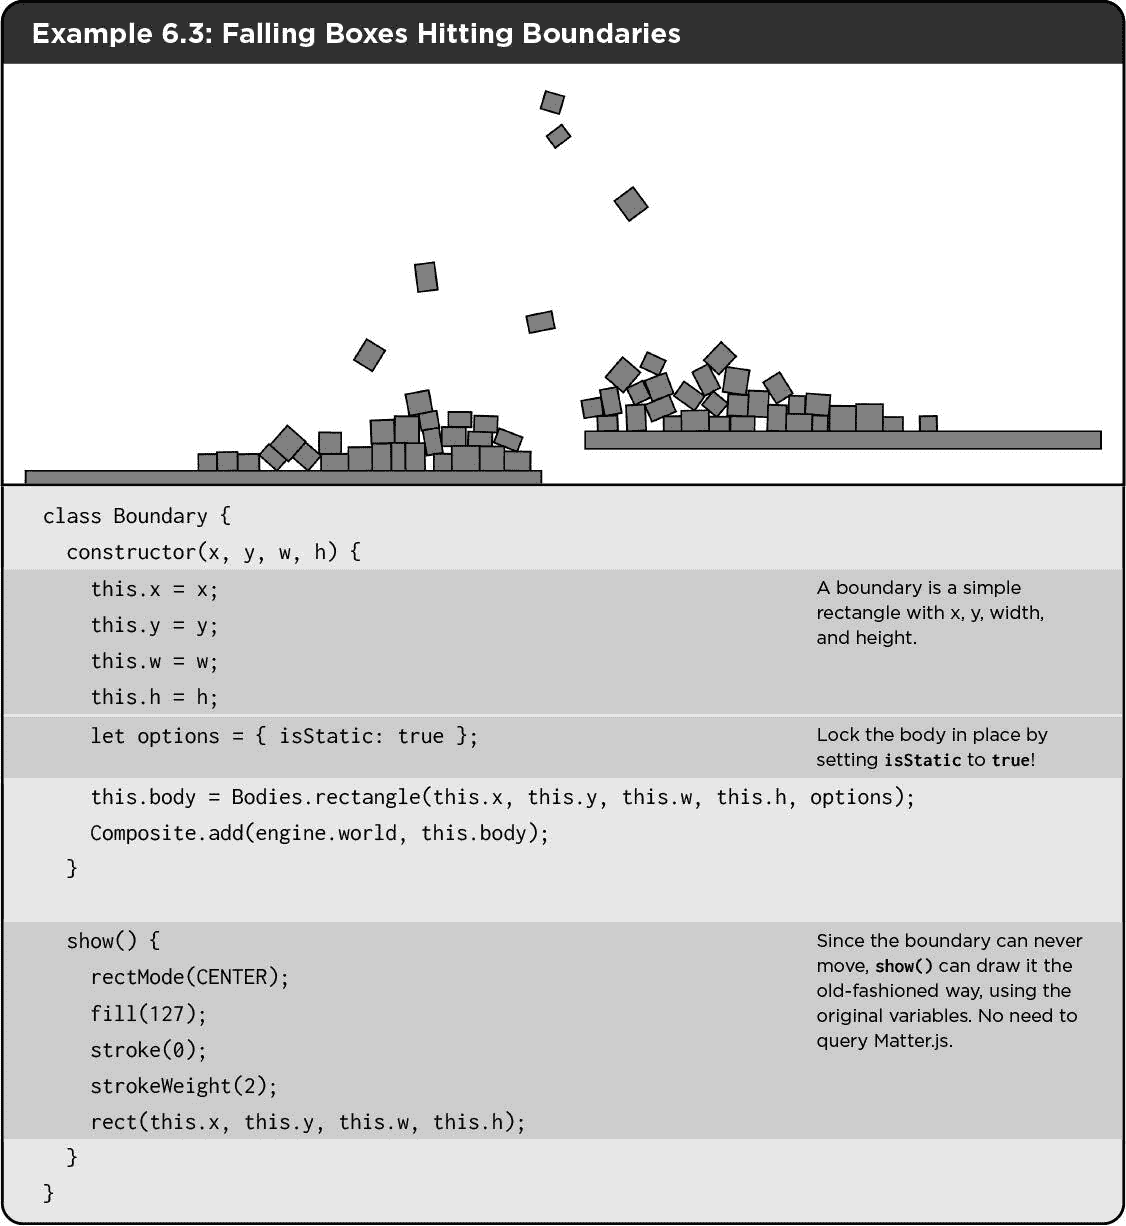 Example 6.3: Falling Boxes Hitting Boundaries
class Boundary {
constructor(x, y, w, h) {
this.x = x;
this.y = y;
this.w = w;
this.h = h;
A boundary is a simple
rectangle with x, y, width,
and height.
let options = { isStatic: true };
Lock the body in place by
setting isStatic to true!
this.body = Bodies.rectangle(this.x, this.y, this.w, this.h, options);
Composite.add(engine.world, this.body);
}
show() {
rectMode(CENTER);
fill(127);
stroke(0);
strokeWeight(2);
rect(this.x, this.y, this.w, this.h);
Since the boundary can never
move, show() can draw it the
old-fashioned way, using the
original variables. No need to
query Matter.js.
}
}